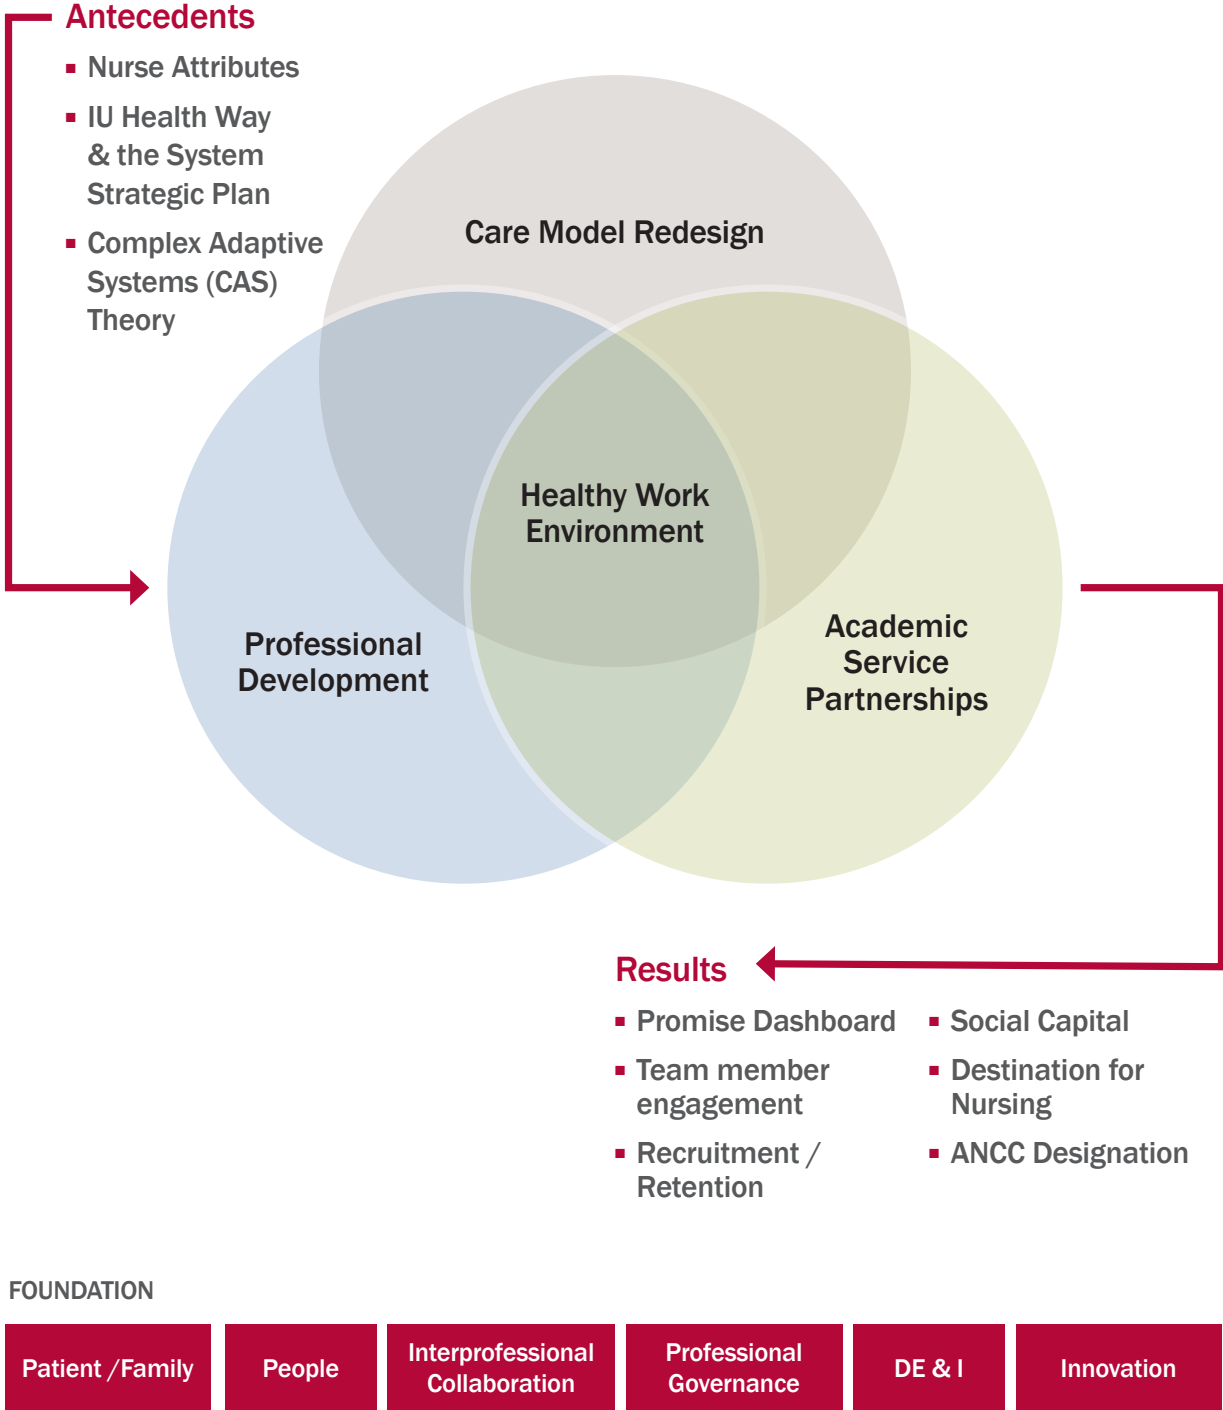 Antecedents
▪ Nurse Attributes
▪ IU Health Way
& the System
Strategic Plan
▪ Complex Adaptive
Systems (CAS)
Theory
Care Model Redesign
Healthy Work
Environment
Professional
Development
Academic
Service
Partnerships
Results
▪ Promise Dashboard
▪ Team member
engagement
▪ Recruitment /
Retention
▪ Social Capital
▪ Destination for
Nursing
▪ ANCC Designation
FOUNDATION
Patient / Family
People
Interprofessional
Collaboration
Professional
Governance
DE & I
Innovation